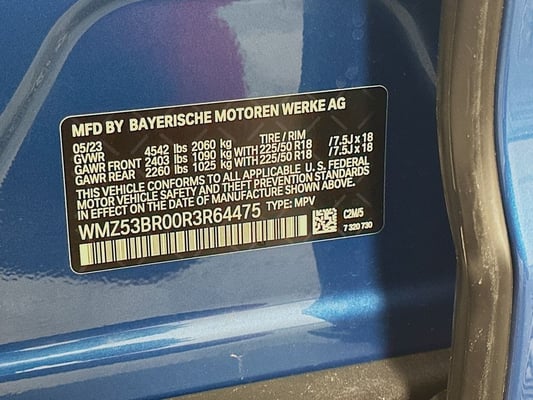 MFD BY BAYERISCHE MOTOREN WERKE AG
05/23 TIRE / RIM
GVWR 4542 lbs 2060 kg
GAWR FRONT 2403 lbs 1090 kg WITH 225/50 R18 /7.5J x 18
GAWR REAR 2260 lbs 1025 kg WITH 225/50 R18 /7.5J x 18
THIS VEHICLE CONFORMS TO ALL APPLICABLE U. S. FEDERAL
MOTOR VEHICLE SAFETY AND THEFT PREVENTION STANDARDS
IN EFFECT ON THE DATE OF MANUFACTURE SHOWN ABOVE.
WMZ53BR00R3R64475 TYPE: MPV
C2M/5
7 320 730